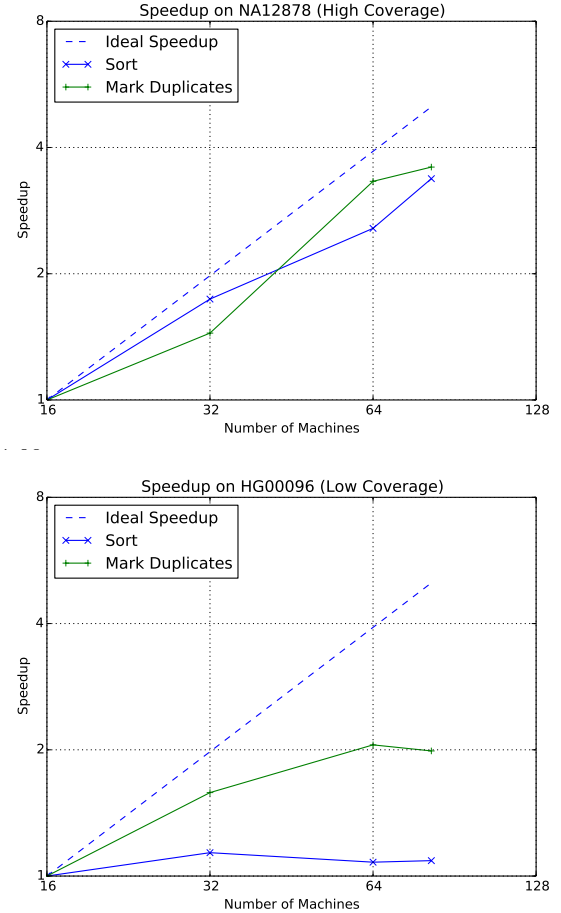 Speedup on NA12878 (High Coverage)
8
Ideal Speedup
Sort
Mark Duplicates
4
Speedup
2
1
16 32 64 128
Number of Machines
Speedup on HG00096 (Low Coverage)
8
Ideal Speedup
Sort
Mark Duplicates
4
Speedup
2
1
16 32 64 128
Number of Machines